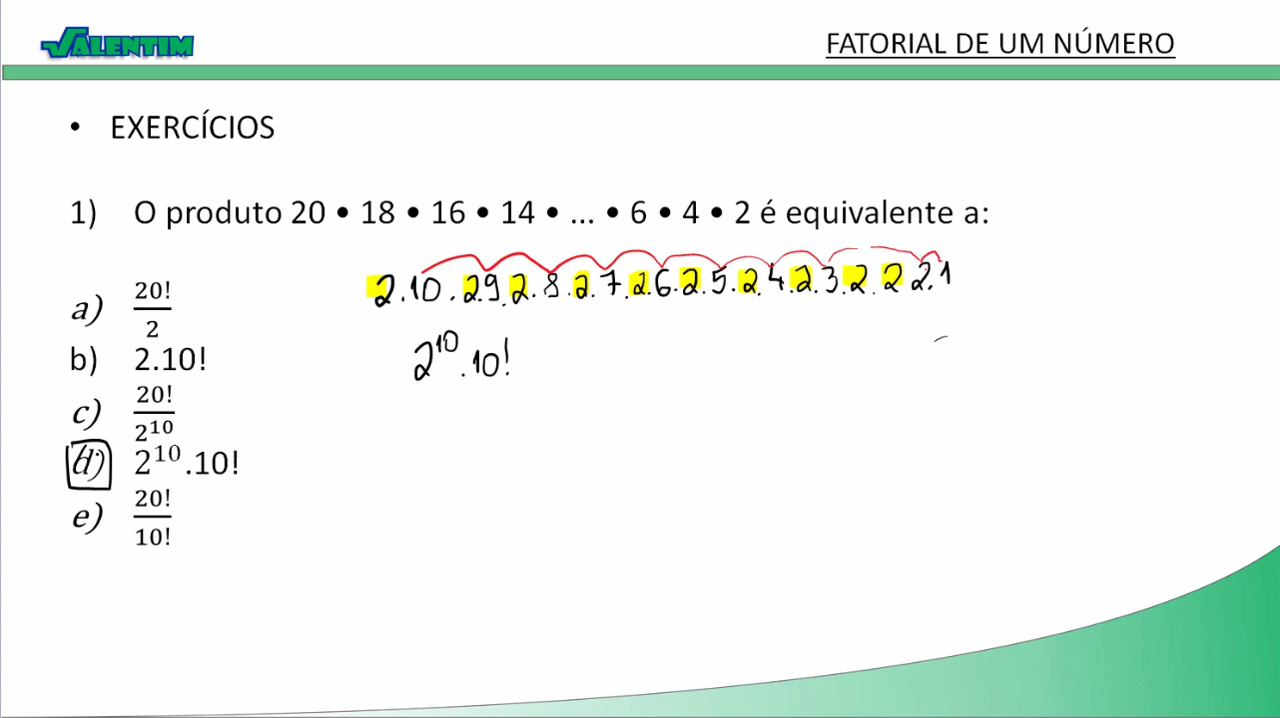 VALENTIM
FATORIAL DE UM NÚMERO
• EXERCÍCIOS
1) O produto 20 • 18 • 16 • 14 • ... • 6 • 4 • 2 é equivalente a:
2.10.2.9.2.8.2.7.2.6.2.5.2.4.2.3.2.2 2.1
a) 20!/2
b) 2.10!
2^10.10!
c) 20!/2^10
d) 2^10.10!
e) 20!/10!